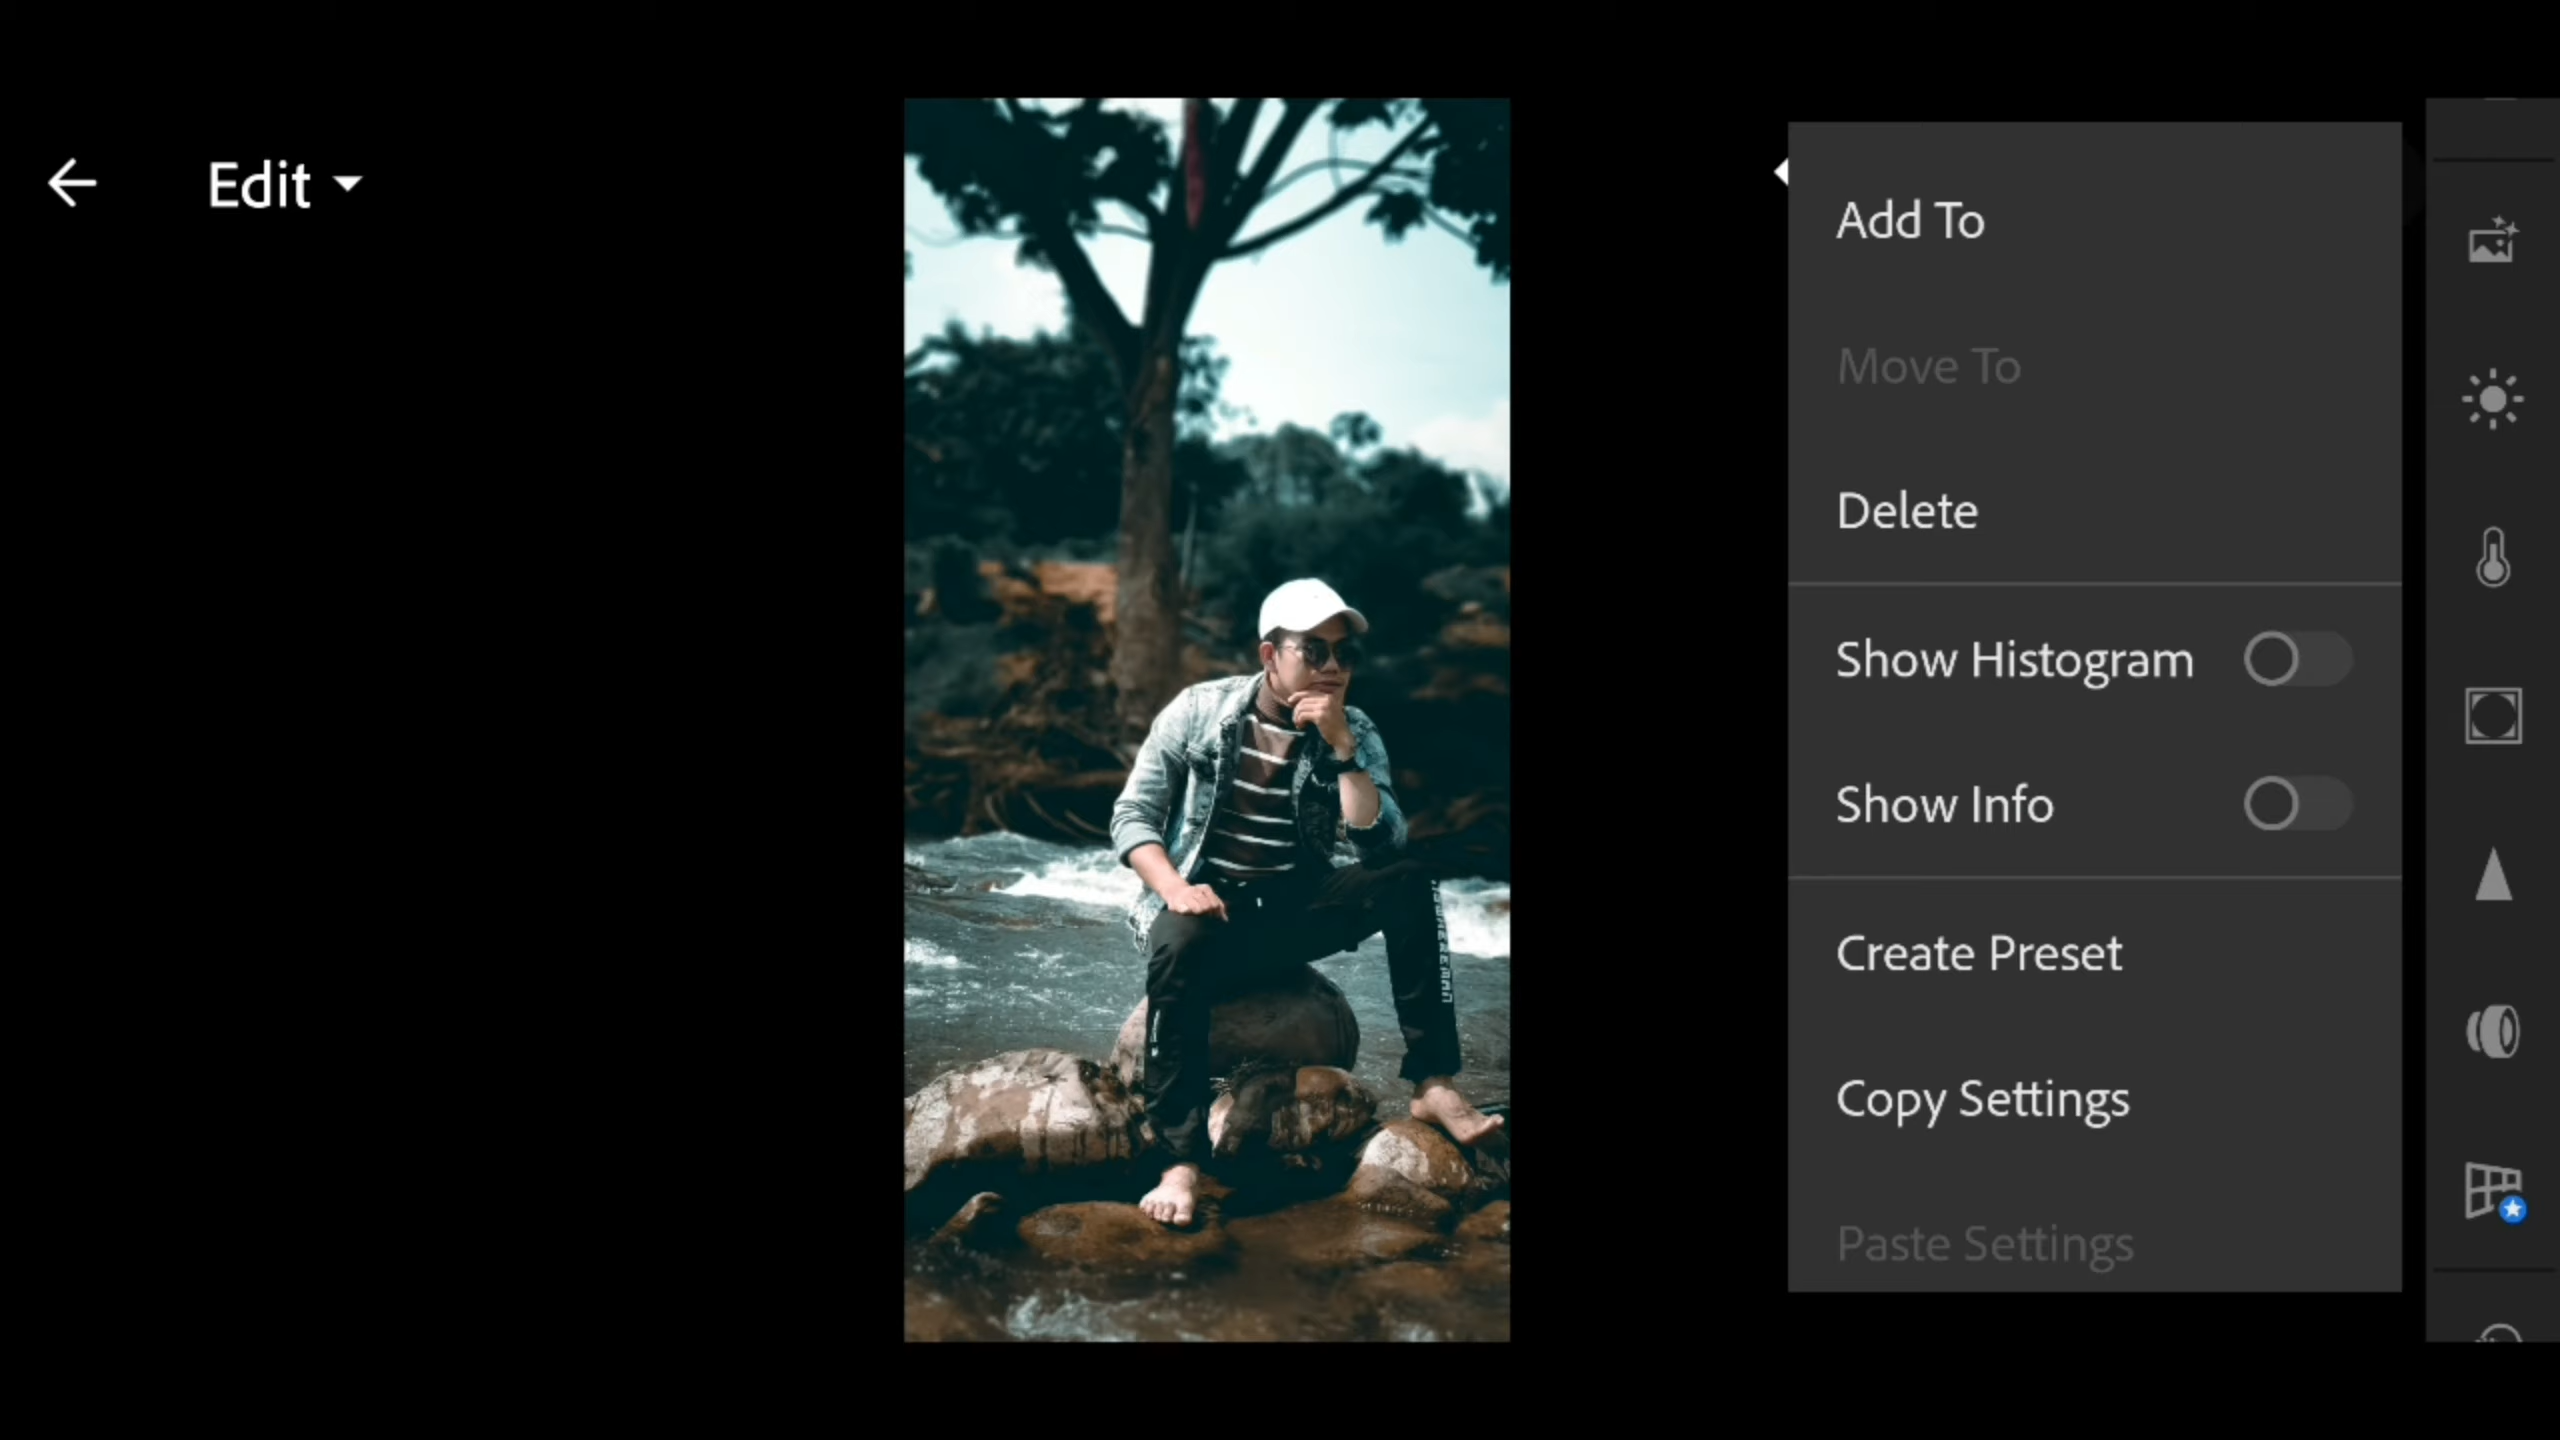 Edit
Add To
Move To
Delete
Show Histogram
Show Info
Create Preset
Copy Settings
Paste Settings